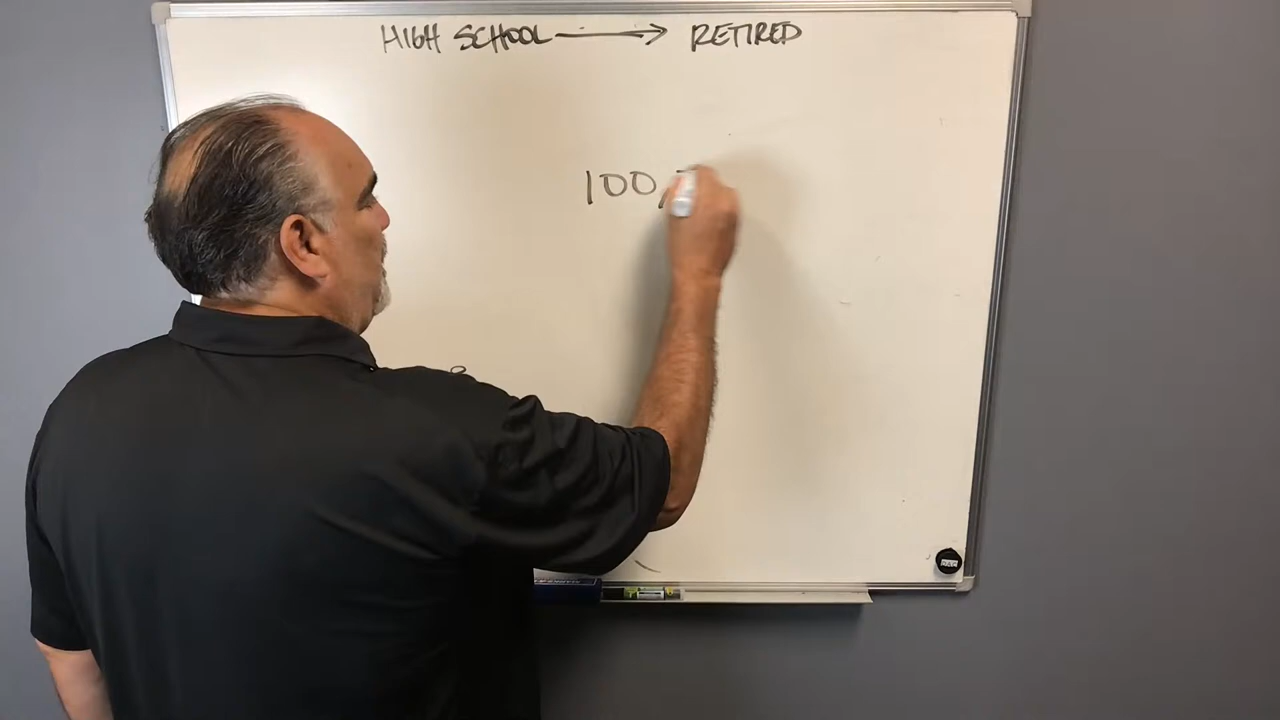 HIGH SCHOOL → RETIRED
100,